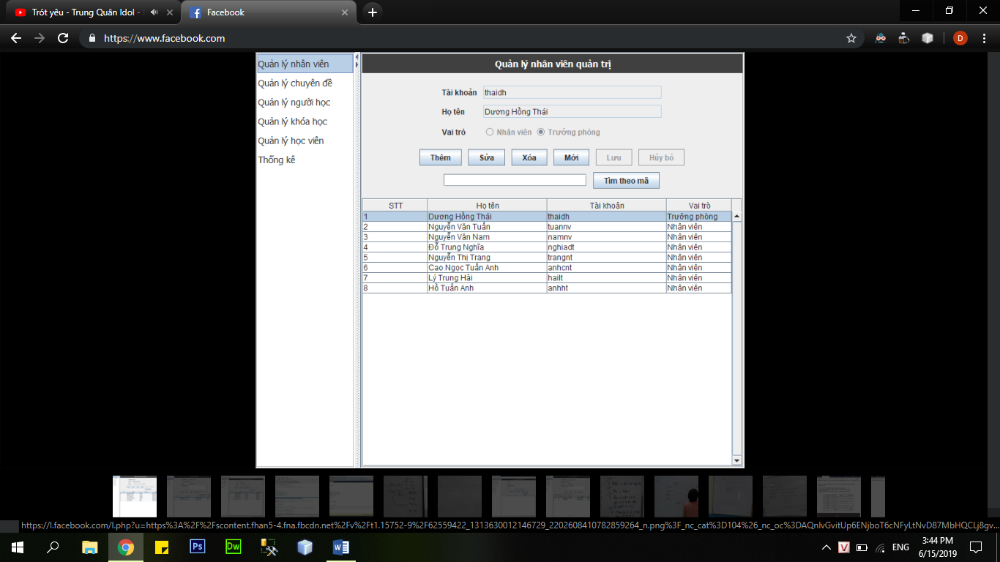 Trót yêu - Trung Quân Idol -
Facebook
https://www.facebook.com
D
Quản lý nhân viên
Quản lý chuyên đề
Quản lý người học
Quản lý khóa học
Quản lý học viên
Thống kê
Quản lý nhân viên quản trị
Tài khoản thaidh
Họ tên Dương Hồng Thái
Vai trò Nhân viên Trưởng phòng
Thêm Sửa Xóa Mới Lưu Hủy bỏ
Tìm theo mã
STT Họ tên Tài khoản Vai trò
1 Dương Hồng Thái thaidh Trưởng phòng
2 Nguyễn Văn Tuấn tuannv Nhân viên
3 Nguyễn Văn Nam namnv Nhân viên
4 Đỗ Trung Nghĩa nghiadt Nhân viên
5 Nguyễn Thị Trang trangnt Nhân viên
6 Cao Ngọc Tuấn Anh anhcnt Nhân viên
7 Lý Trung Hải hailt Nhân viên
8 Hồ Tuấn Anh anhht Nhân viên
https://l.facebook.com/l.php?u=https%3A%2F%2Fscontent.fhan5-4.fna.fbcdn.net%2Fv%2Ft1.15752-9%2F62559422_1313630012146729_2202608410782859264_n.png%3F_nc_cat%3D104%26_nc_oc%3DAQnlvGvitUp6ENjboT6cNFyLtNvD87MbHQCLj8gv...
Ps Dw V ENG 3:44 PM
6/15/2019